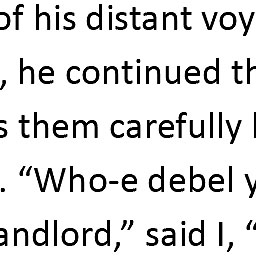 of his distant voy
, he continued th
s them carefully
. “Who-e debel y
andlord,” said I, “